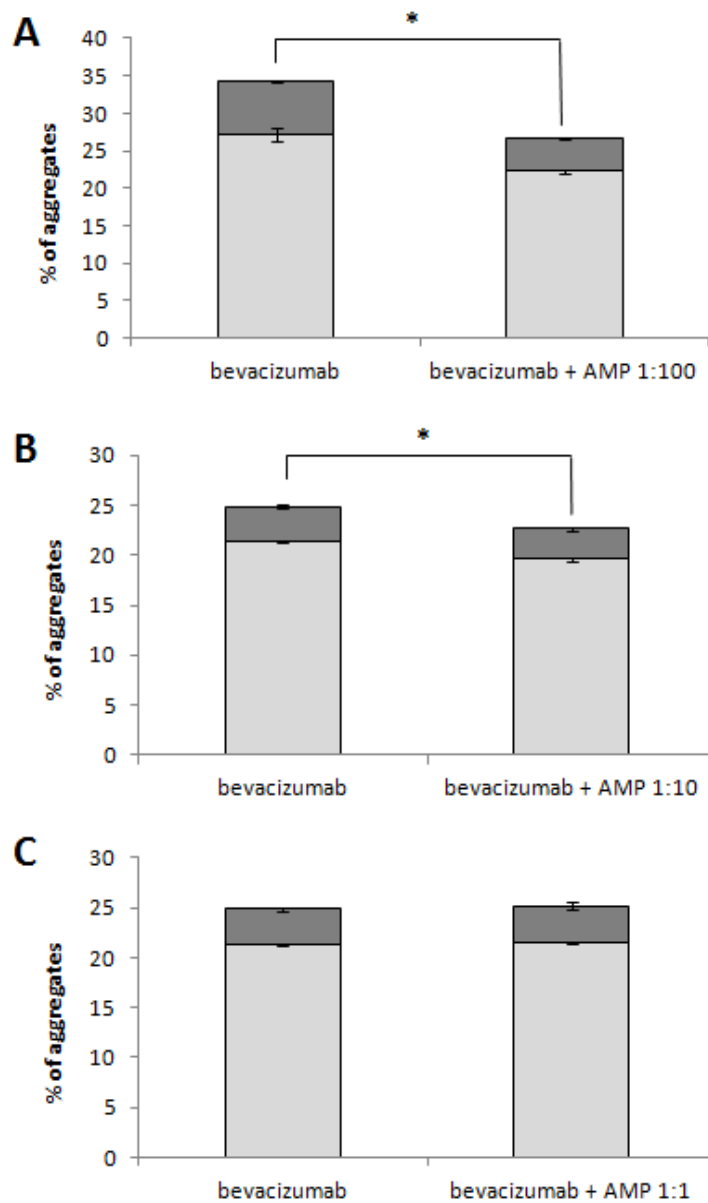 A
*
% of aggregates
40
35
30
25
20
15
10
5
0
bevacizumab
bevacizumab + AMP 1:100
B
*
% of aggregates
30
25
20
15
10
5
0
bevacizumab
bevacizumab + AMP 1:10
C
% of aggregates
30
25
20
15
10
5
0
bevacizumab
bevacizumab + AMP 1:1